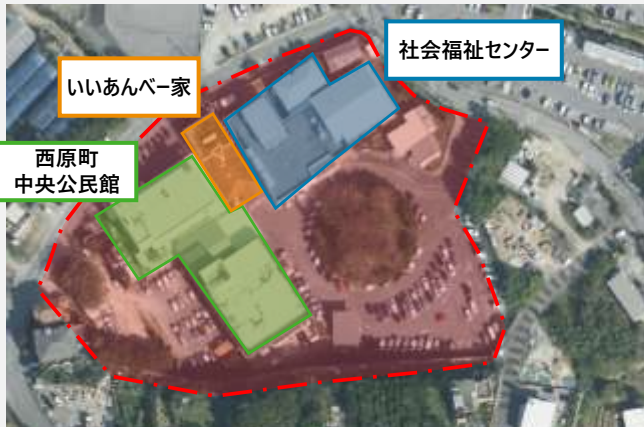 社会福祉センター
いいあんべー家
西原町
中央公民館